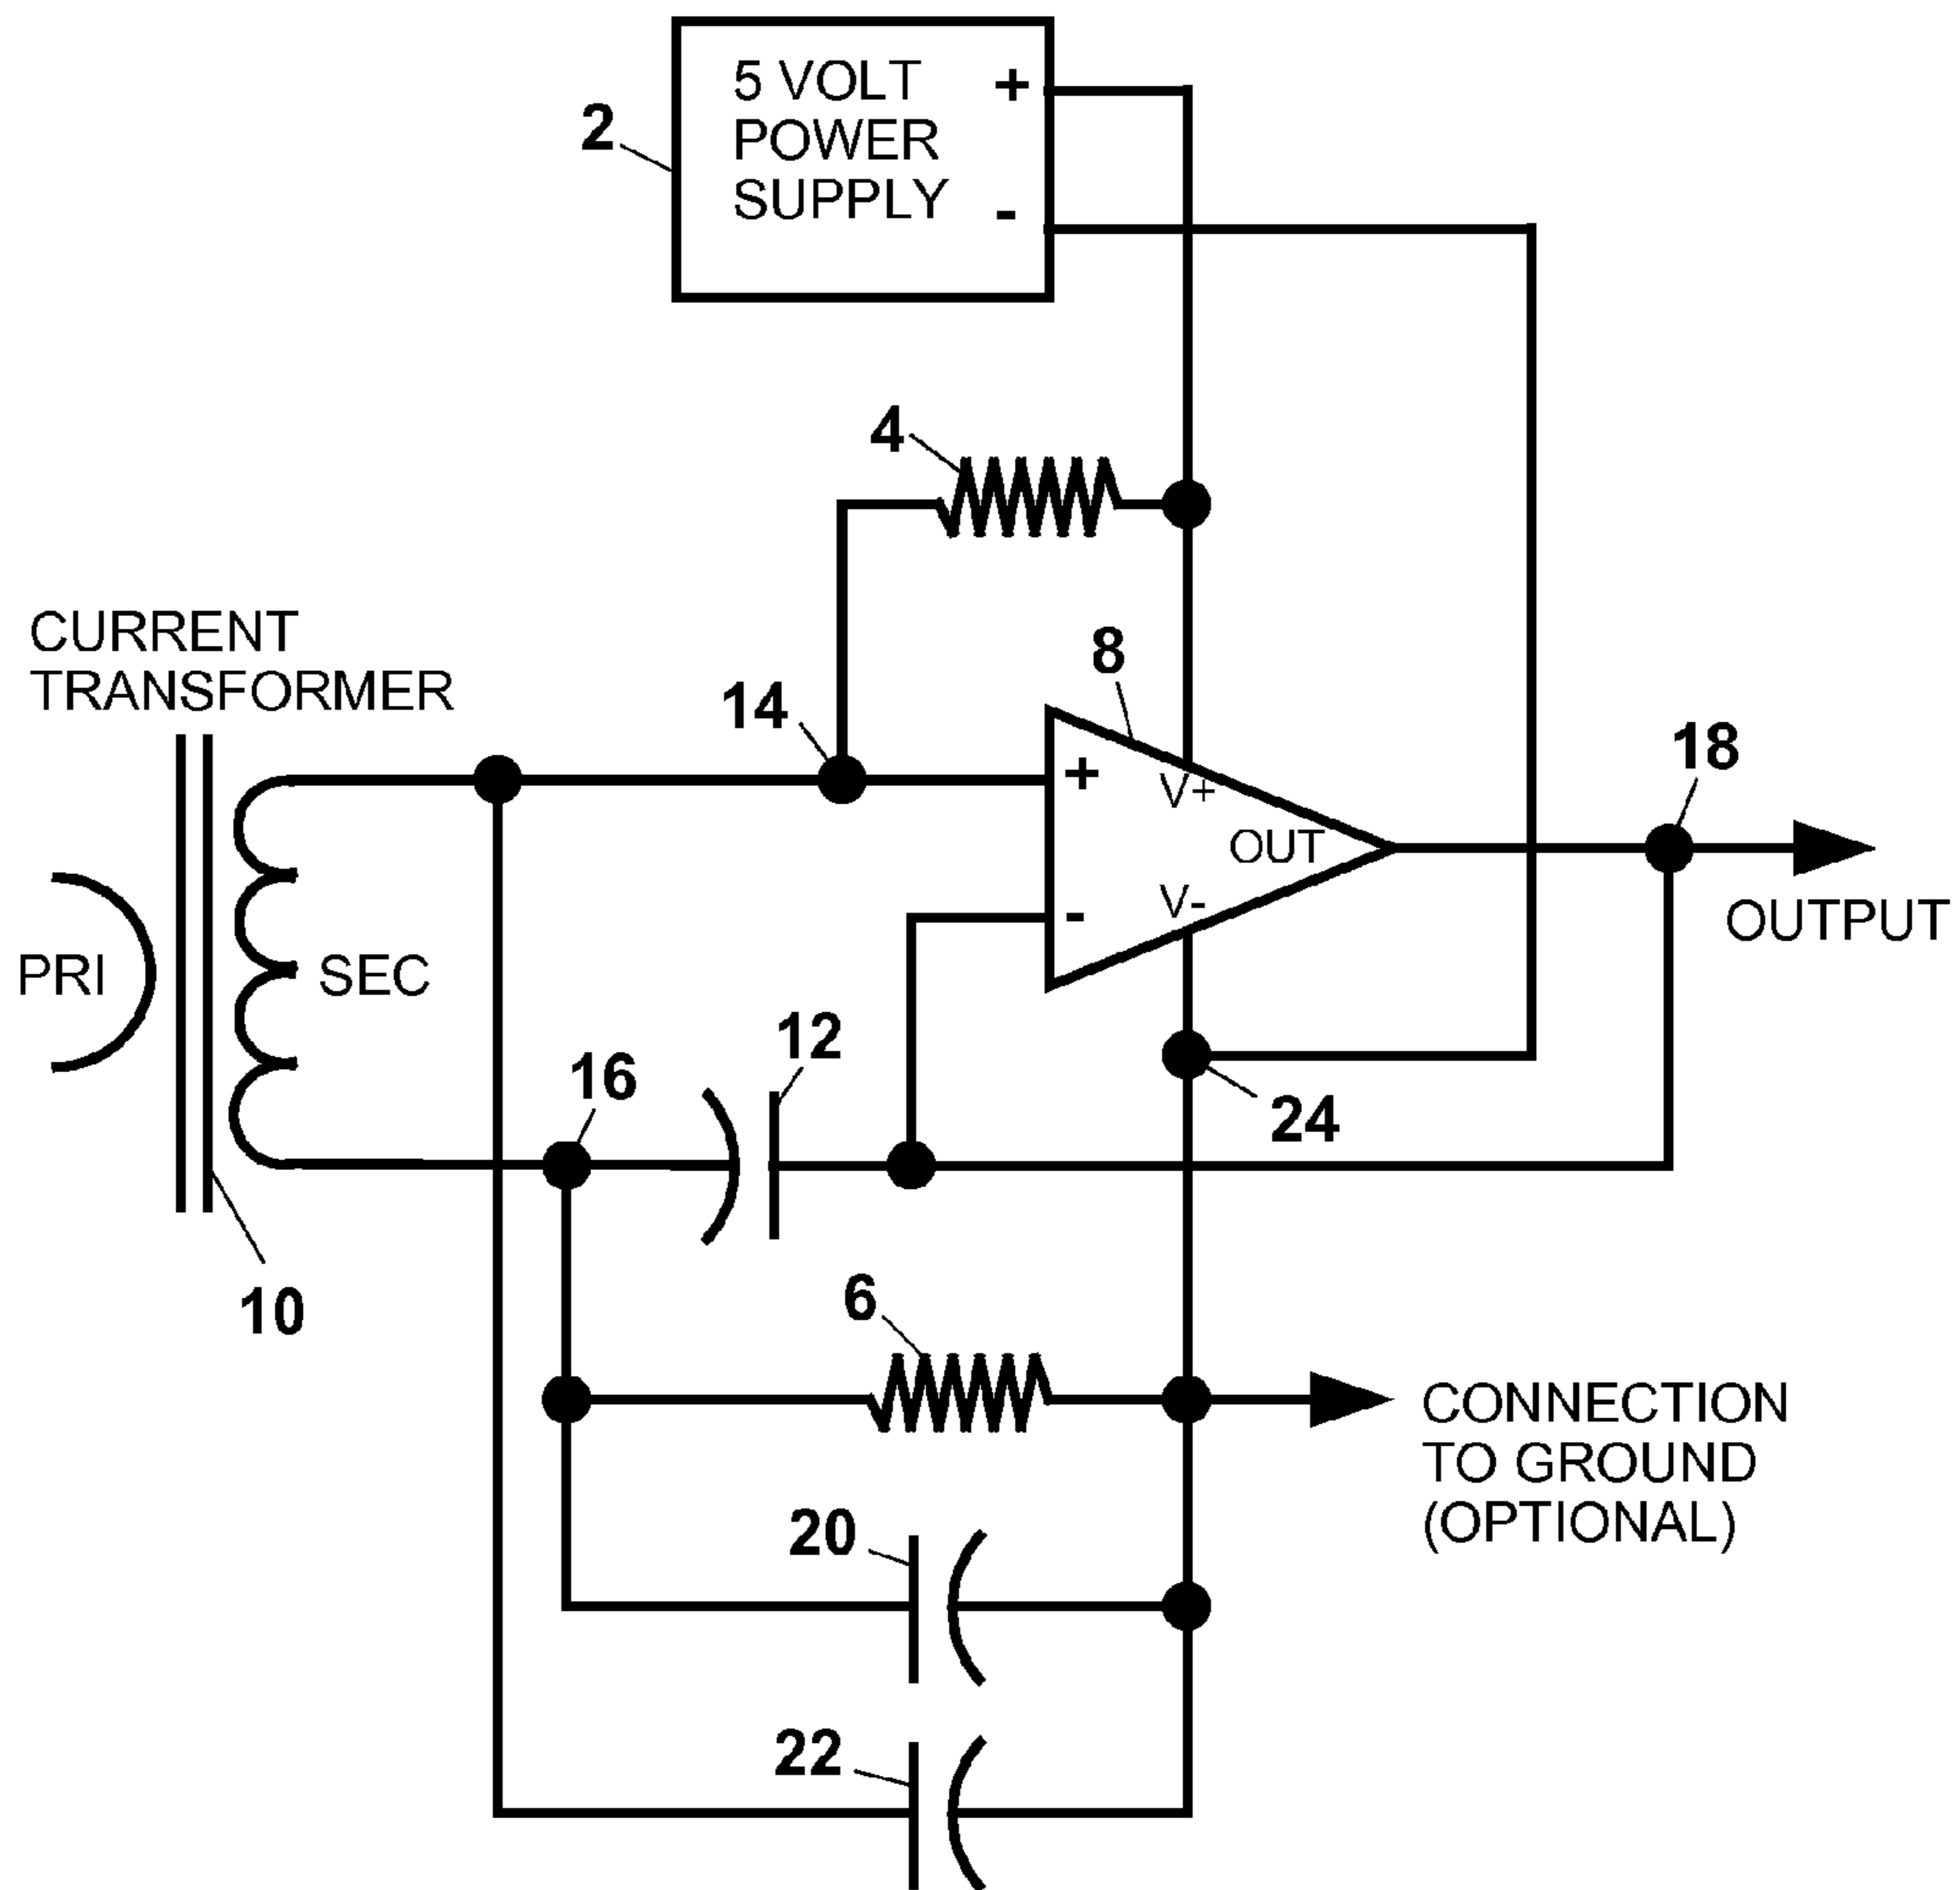 5 VOLT +
POWER
SUPPLY -
2
4
CURRENT
TRANSFORMER
8
14
18
+
V+
OUT
V-
-
OUTPUT
PRI
SEC
12
16
24
10
6
CONNECTION
TO GROUND
(OPTIONAL)
20
22